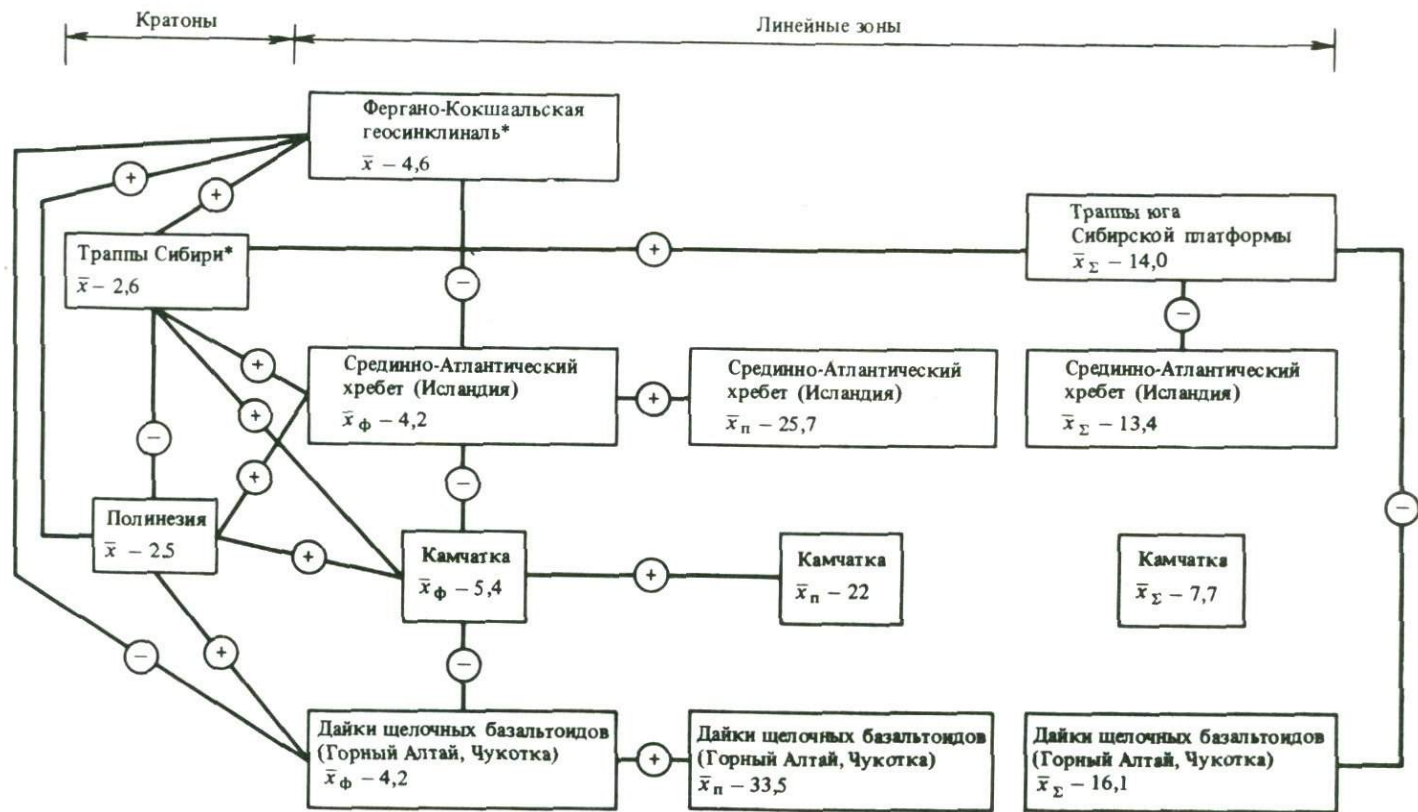 Кратоны
Линейные зоны
Фергано-Кокшаальская
геосинклиналь*
x̄ – 4,6
+
+
Траппы Сибири*
x̄ – 2,6
+
Траппы юга
Сибирской платформы
x̄Σ – 14,0
−
−
+
Срединно-Атлантический
хребет (Исландия)
x̄ф – 4,2
+
Срединно-Атлантический
хребет (Исландия)
x̄п – 25,7
Срединно-Атлантический
хребет (Исландия)
x̄Σ – 13,4
+
−
+
−
−
Полинезия
x̄ – 2.5
+
Камчатка
x̄ф – 5,4
+
Камчатка
x̄п – 22
Камчатка
x̄Σ – 7,7
−
+
−
Дайки щелочных базальтоидов
(Горный Алтай, Чукотка)
x̄ф – 4,2
+
Дайки щелочных базальтоидов
(Горный Алтай, Чукотка)
x̄п – 33,5
Дайки щелочных базальтоидов
(Горный Алтай, Чукотка)
x̄Σ – 16,1